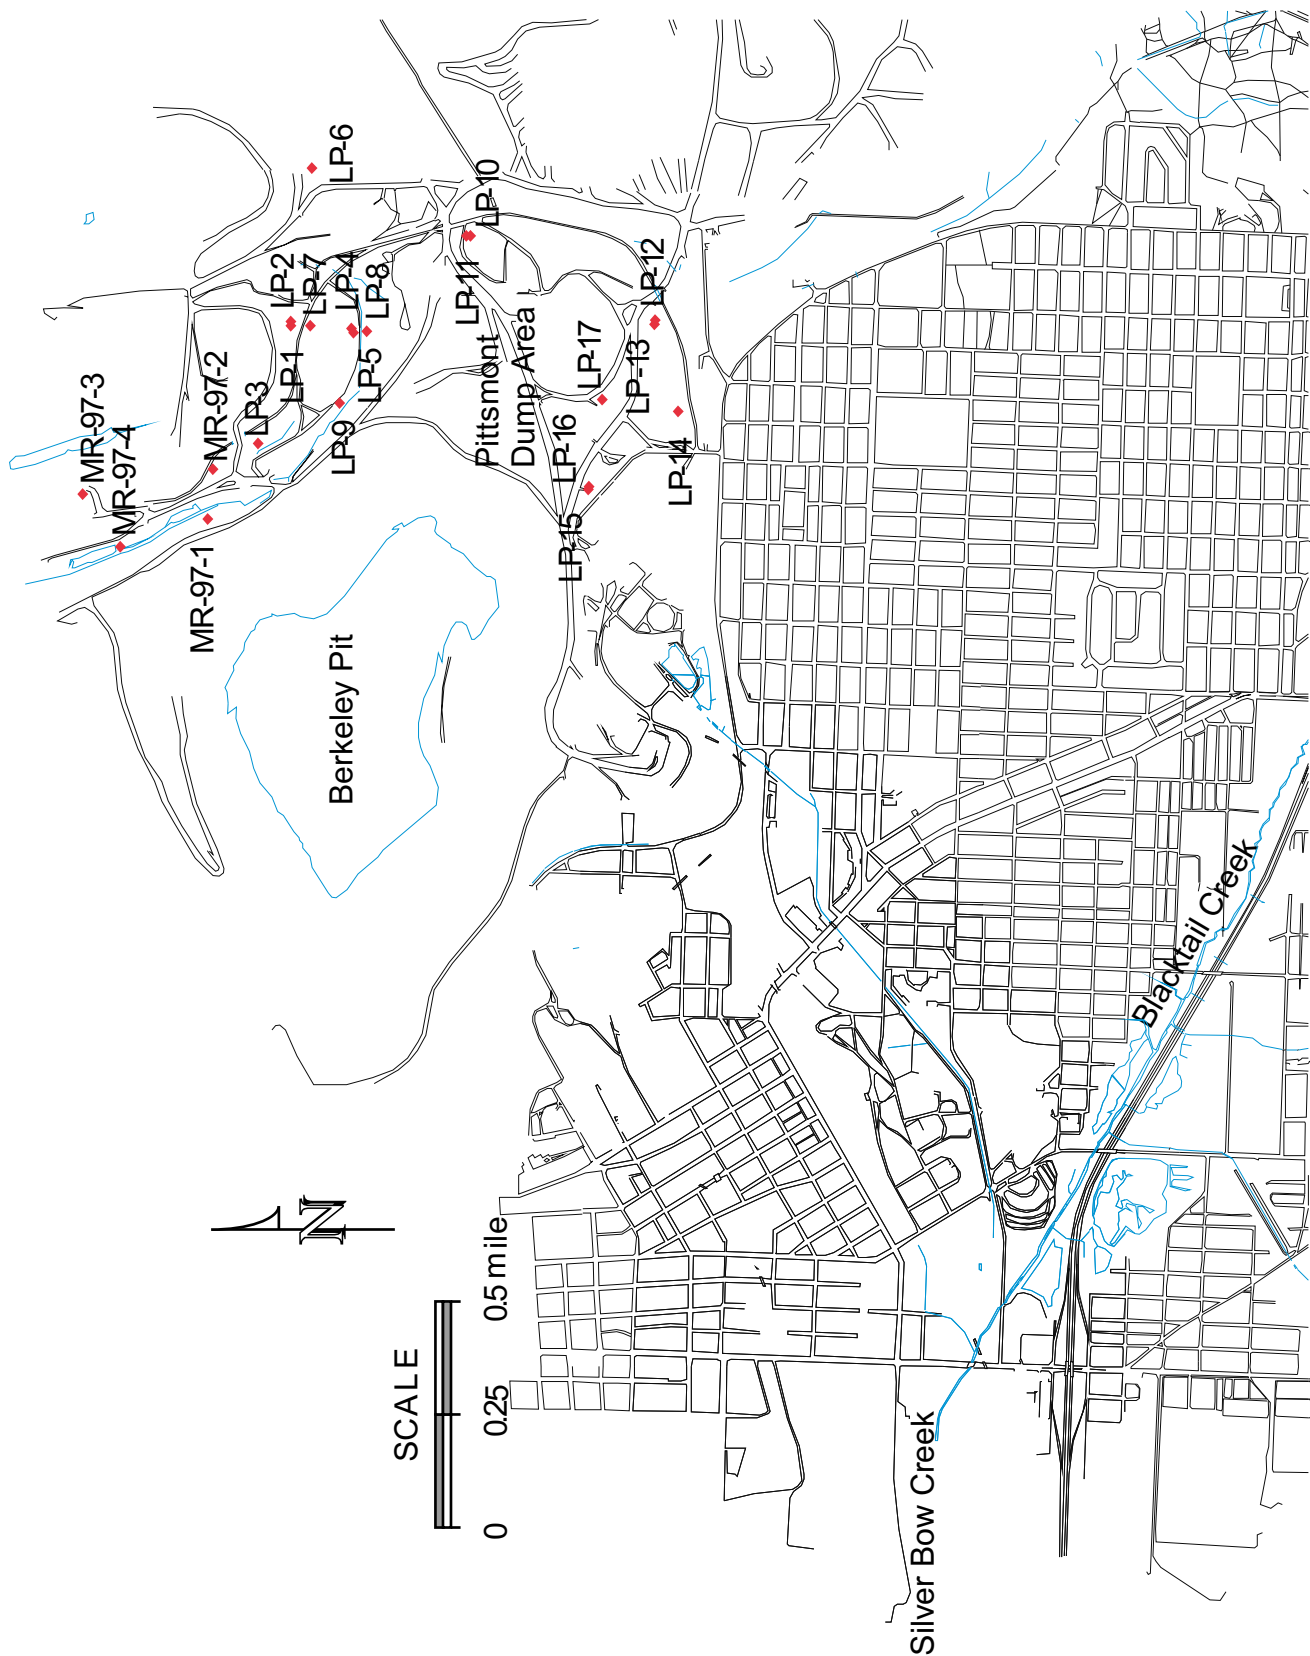 MR-97-3
MR-97-4
MR-97-2
MR-97-1
LP-3
LP-2
LP-1
LP-7
LP-6
LP-4
LP-8
LP-5
LP-9
LP-11
LP-10
Pittsmont
Dump Area
LP-17
LP-16
LP-15
LP-13
LP-12
LP-14
Berkeley Pit
N
SCALE
0 0.25 0.5 mile
Blacktail Creek
Silver Bow Creek